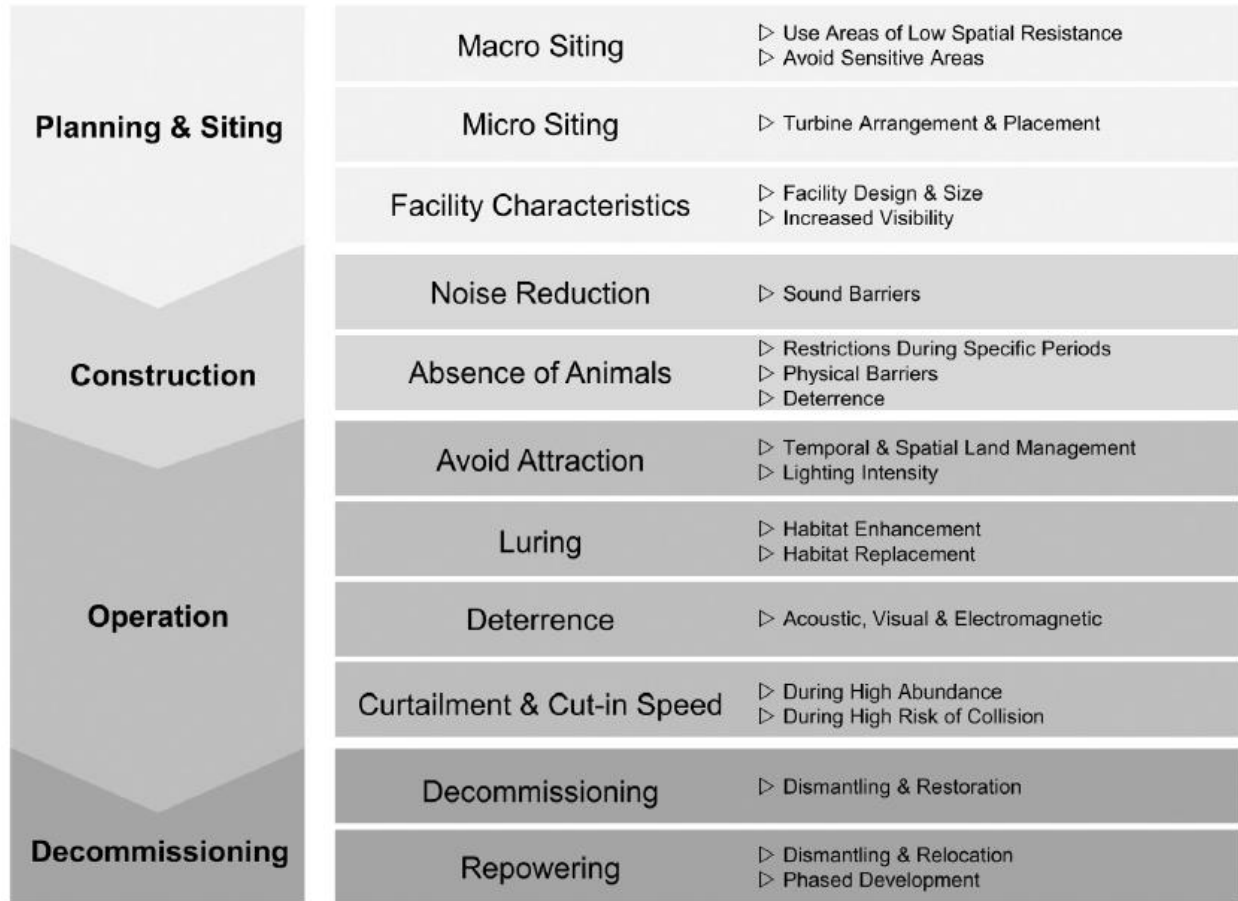 Planning & Siting
Macro Siting
▷ Use Areas of Low Spatial Resistance
▷ Avoid Sensitive Areas
Micro Siting
▷ Turbine Arrangement & Placement
Facility Characteristics
▷ Facility Design & Size
▷ Increased Visibility
Construction
Noise Reduction
▷ Sound Barriers
Absence of Animals
▷ Restrictions During Specific Periods
▷ Physical Barriers
▷ Deterrence
Operation
Avoid Attraction
▷ Temporal & Spatial Land Management
▷ Lighting Intensity
Luring
▷ Habitat Enhancement
▷ Habitat Replacement
Deterrence
▷ Acoustic, Visual & Electromagnetic
Curtailment & Cut-in Speed
▷ During High Abundance
▷ During High Risk of Collision
Decommissioning
Decommissioning
▷ Dismantling & Restoration
Repowering
▷ Dismantling & Relocation
▷ Phased Development